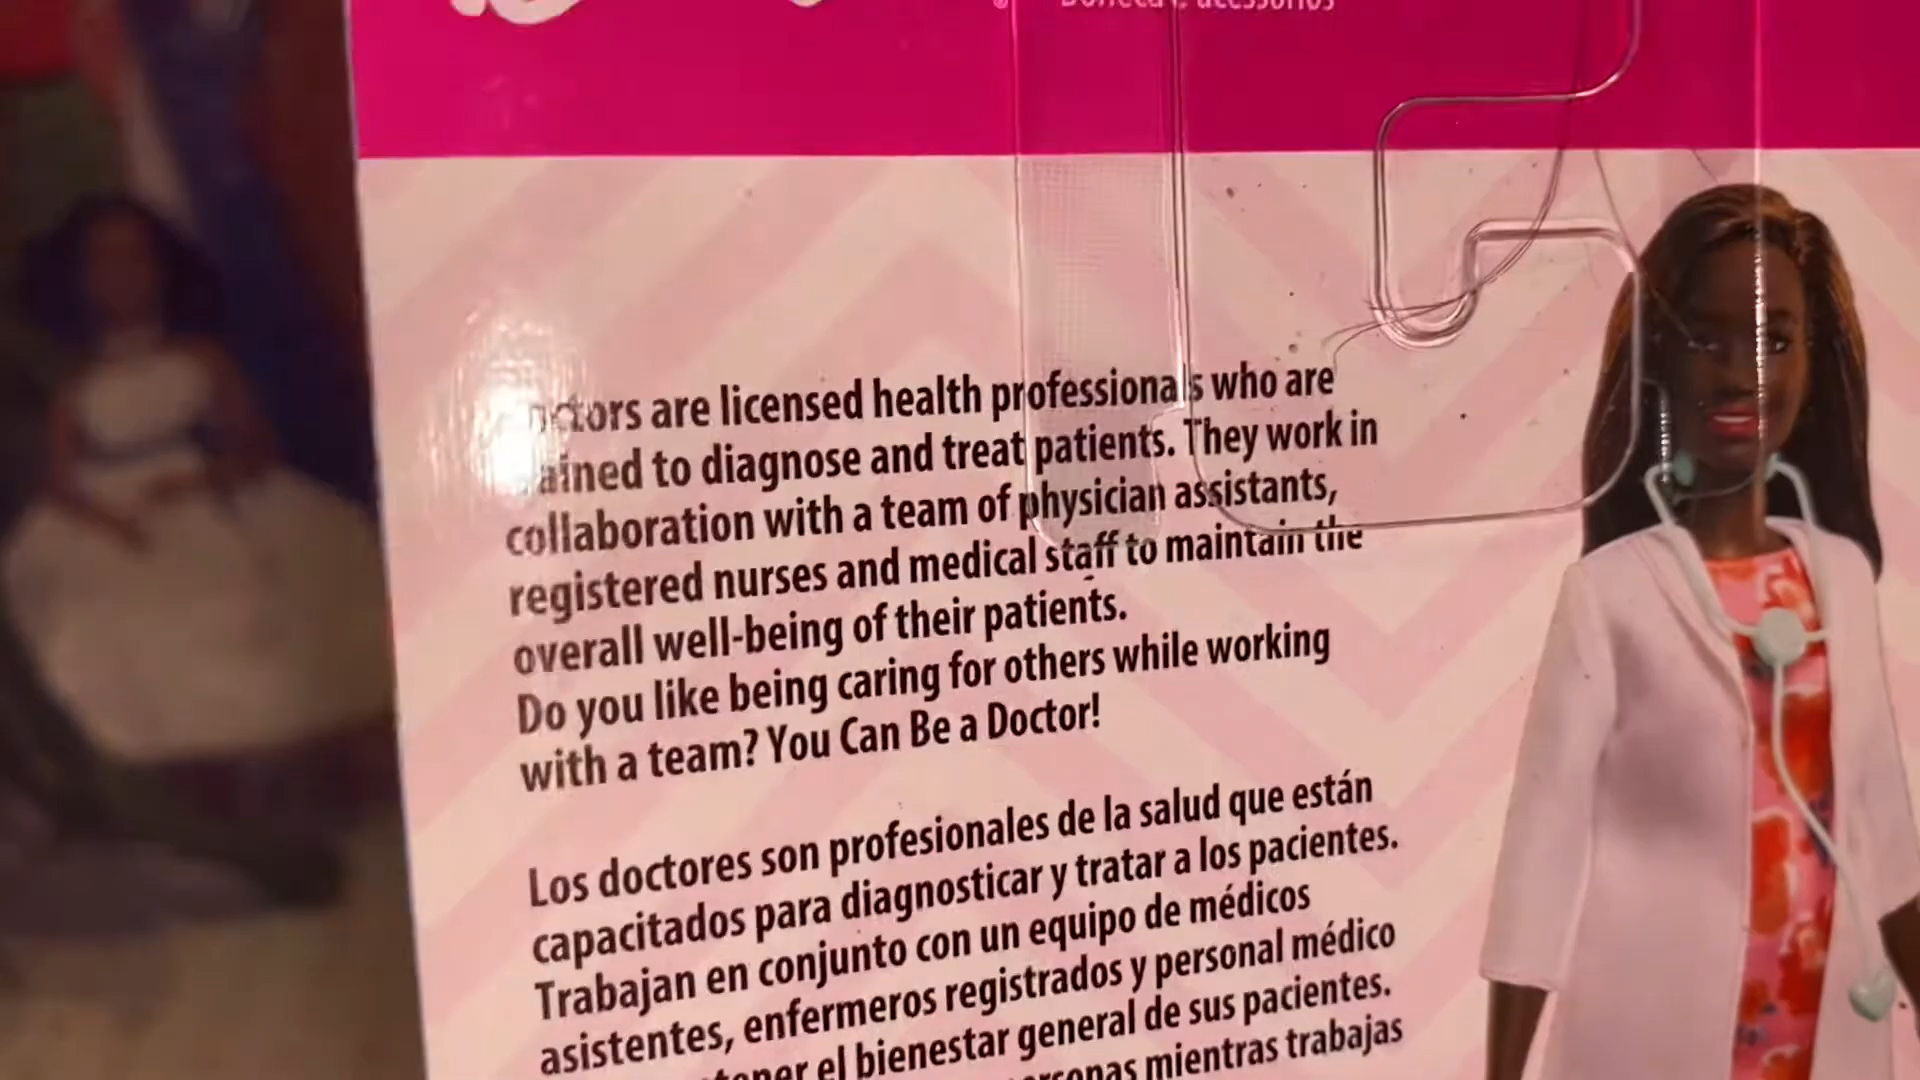 acessórios
are licensed health professionals who are
to diagnose and treat patients. They work in
collaboration with a team of physician assistants,
registered nurses and medical staff to maintain the
overall well-being of their patients.
Do you like being caring for others while working
with a team? You Can Be a Doctor!
Los doctores son profesionales de la salud que están
capacitados para diagnosticar y tratar a los pacientes.
Trabajan en conjunto con un equipo de médicos
asistentes, enfermeros registrados y personal médico
el bienestar general de sus pacientes.
mientras trabajas